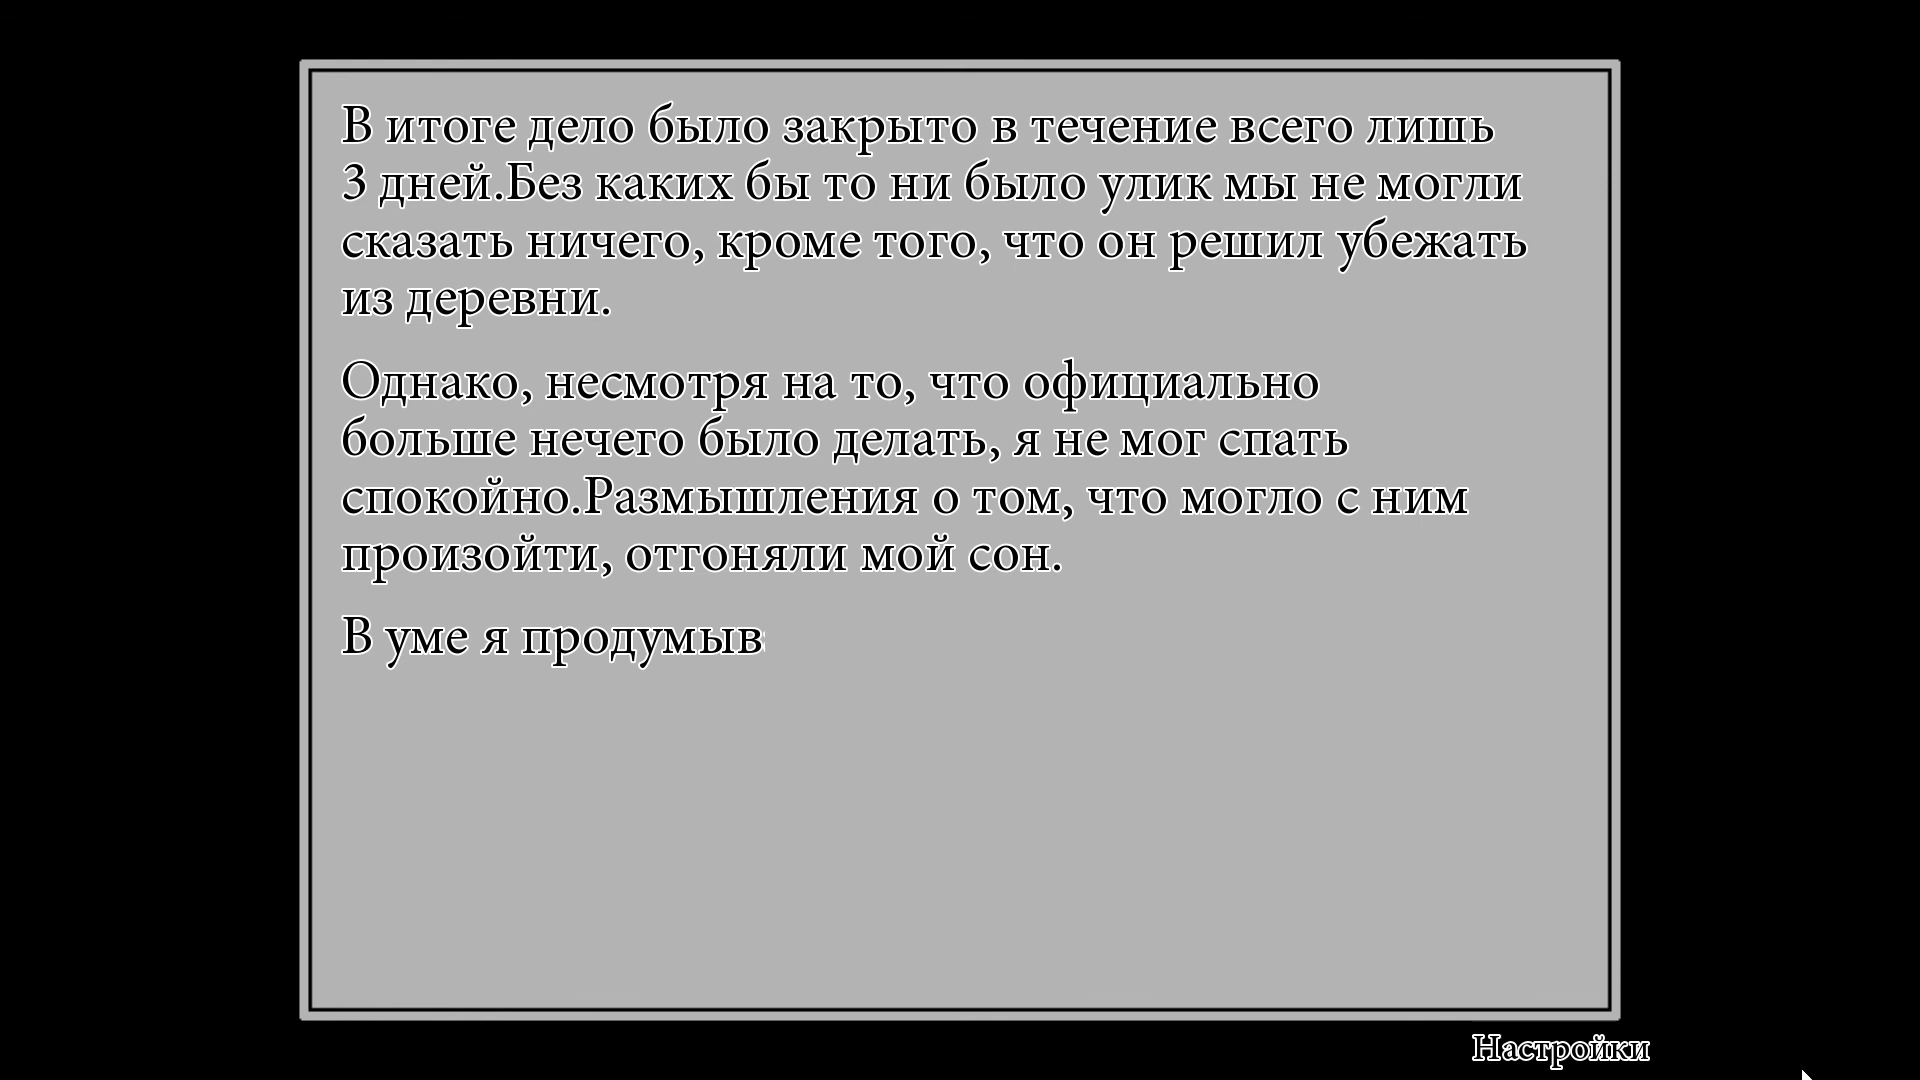 В итоге дело было закрыто в течение всего лишь
3 дней.Без каких бы то ни было улик мы не могли
сказать ничего, кроме того, что он решил убежать
из деревни.
Однако, несмотря на то, что официально
больше нечего было делать, я не мог спать
спокойно.Размышления о том, что могло с ним
произойти, отгоняли мой сон.
В уме я продумыв
Настройки